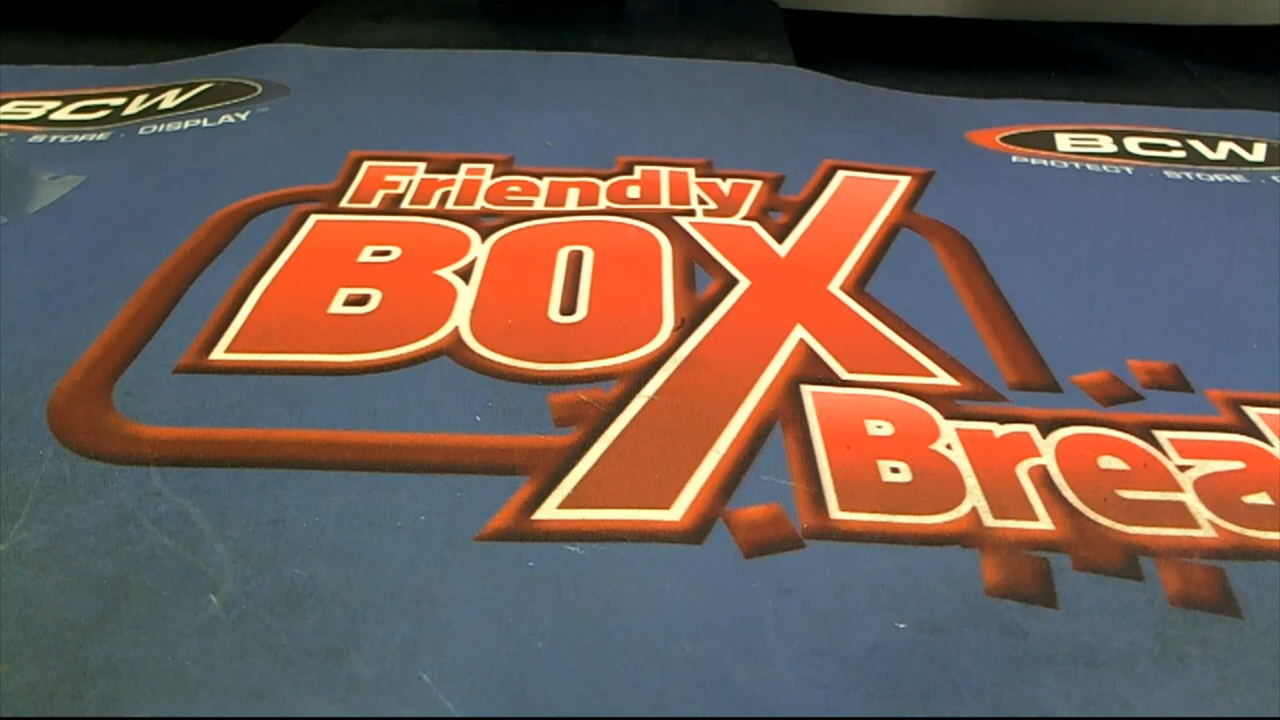 BCW
STORE · DISPLAY
BCW
PROTECT · STORE ·
Friendly
BOX
Brea